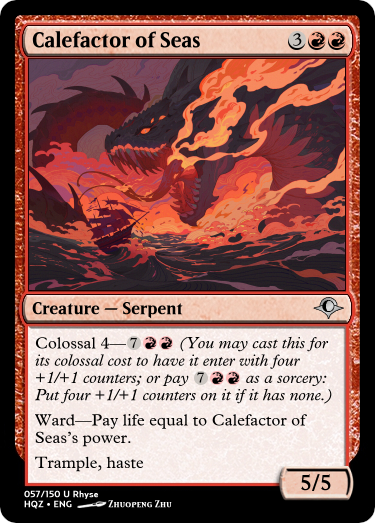 Calefactor of Seas 3
Creature — Serpent
Colossal 4—7 (You may cast this for
its colossal cost to have it enter with four
+1/+1 counters; or pay 7 as a sorcery:
Put four +1/+1 counters on it if it has none.)
Ward—Pay life equal to Calefactor of
Seas's power.
Trample, haste
5/5
057/150 U Rhyse
HQZ • ENG Zhuopeng Zhu